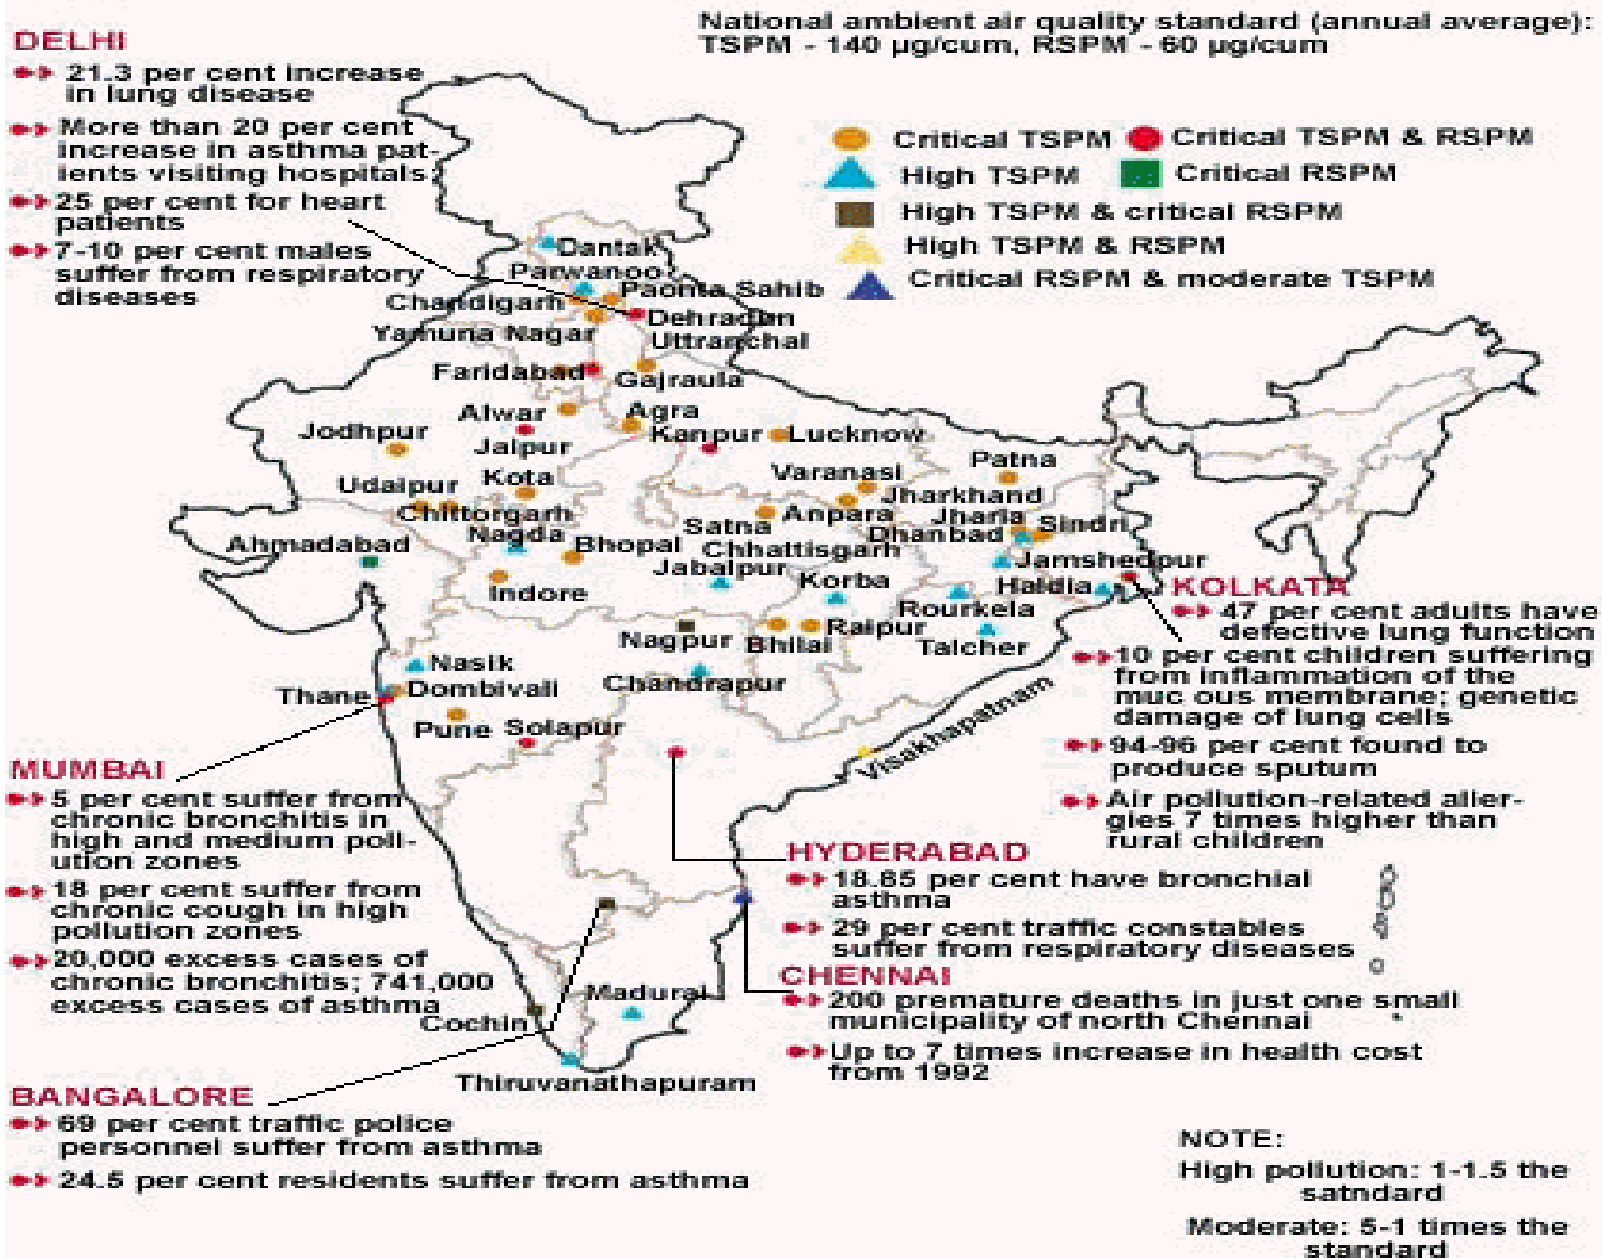 National ambient air quality standard (annual average):
TSPM - 140 µg/cum, RSPM - 60 µg/cum
DELHI
21.3 per cent increase
in lung disease
More than 20 per cent
increase in asthma pat-
ients visiting hospitals
25 per cent for heart
patients
7-10 per cent males
suffer from respiratory
diseases
Critical TSPM
Critical TSPM & RSPM
High TSPM
Critical RSPM
High TSPM & critical RSPM
High TSPM & RSPM
Critical RSPM & moderate TSPM
Dantak
Parwanoo
Paonta Sahib
Chandigarh
Dehradun
Yamuna Nagar
Uttranchal
Faridabad
Gajraula
Alwar
Agra
Jodhpur
Jaipur
Kanpur
Lucknow
Patna
Udaipur
Kota
Varanasi
Jharkhand
Chittorgarh
Satna
Anpara
Jharia
Sindri
Nagda
Dhanbad
Ahmadabad
Bhopal
Chhattisgarh
Jabalpur
Jamshedpur
Indore
Korba
Haldia
Rourkela
Nagpur
Bhilai
Raipur
Talcher
Nasik
Chandrapur
Thane
Dombivali
Pune
Solapur
Visakhapatnam
KOLKATA
47 per cent adults have
defective lung function
10 per cent children suffering
from inflammation of the
muc ous membrane; genetic
damage of lung cells
94-96 per cent found to
produce sputum
Air pollution-related aller-
gies 7 times higher than
rural children
MUMBAI
5 per cent suffer from
chronic bronchitis in
high and medium poll-
ution zones
18 per cent suffer from
chronic cough in high
pollution zones
20,000 excess cases of
chronic bronchitis; 741,000
excess cases of asthma
HYDERABAD
18.65 per cent have bronchial
asthma
29 per cent traffic constables
suffer from respiratory diseases
CHENNAI
200 premature deaths in just one small
municipality of north Chennai
Up to 7 times increase in health cost
from 1992
Madurai
Cochin
Thiruvanathapuram
BANGALORE
69 per cent traffic police
personnel suffer from asthma
24.5 per cent residents suffer from asthma
NOTE:
High pollution: 1-1.5 the
satndard
Moderate: 5-1 times the
standard